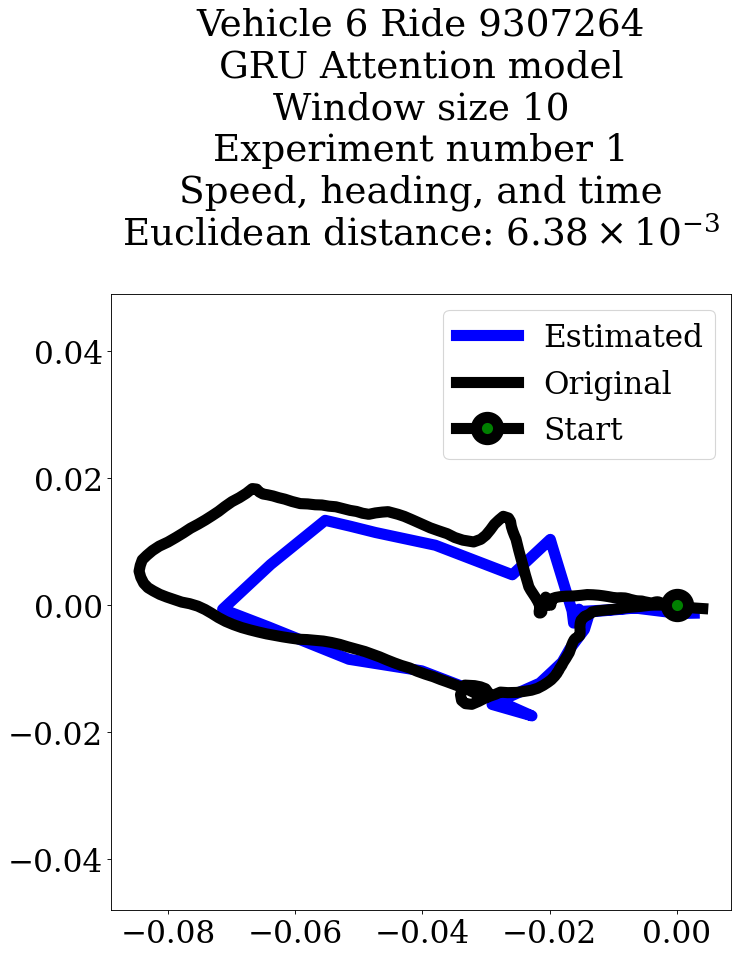 Vehicle 6 Ride 9307264
GRU Attention model
Window size 10
Experiment number 1
Speed, heading, and time
Euclidean distance: 6.38 × 10⁻³
Estimated
Original
Start
0.04
0.02
0.00
−0.02
−0.04
−0.08 −0.06 −0.04 −0.02 0.00